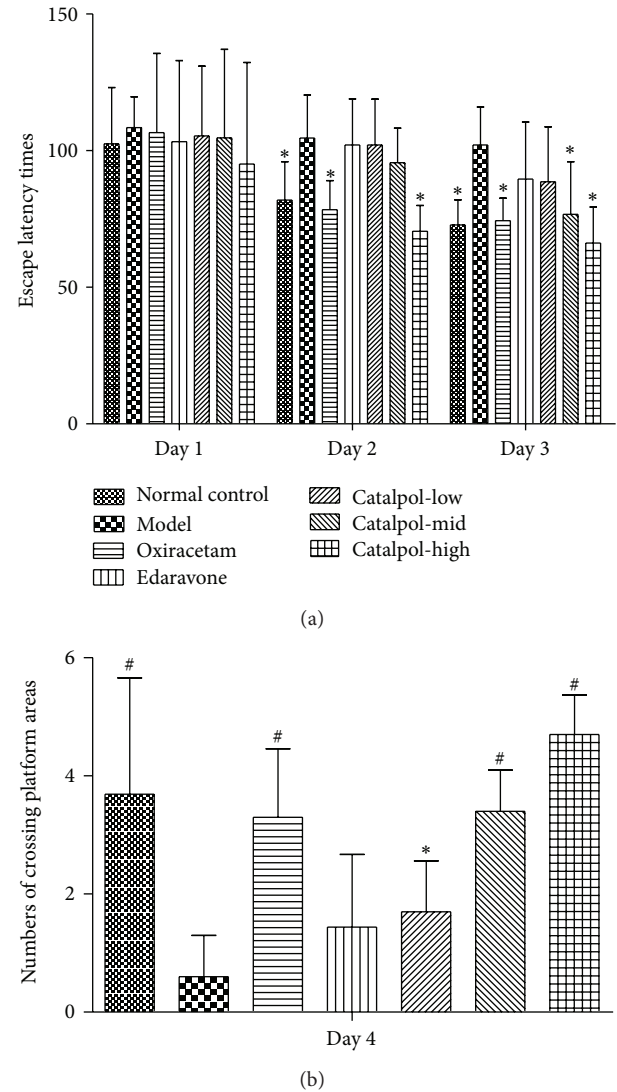 150
100
50
0
Escape latency times
* * * * * * *
Day 1 Day 2 Day 3
Normal control
Model
Oxiracetam
Edaravone
Catalpol-low
Catalpol-mid
Catalpol-high
(a)
6
4
2
0
Numbers of crossing platform areas
# # * # #
Day 4
(b)